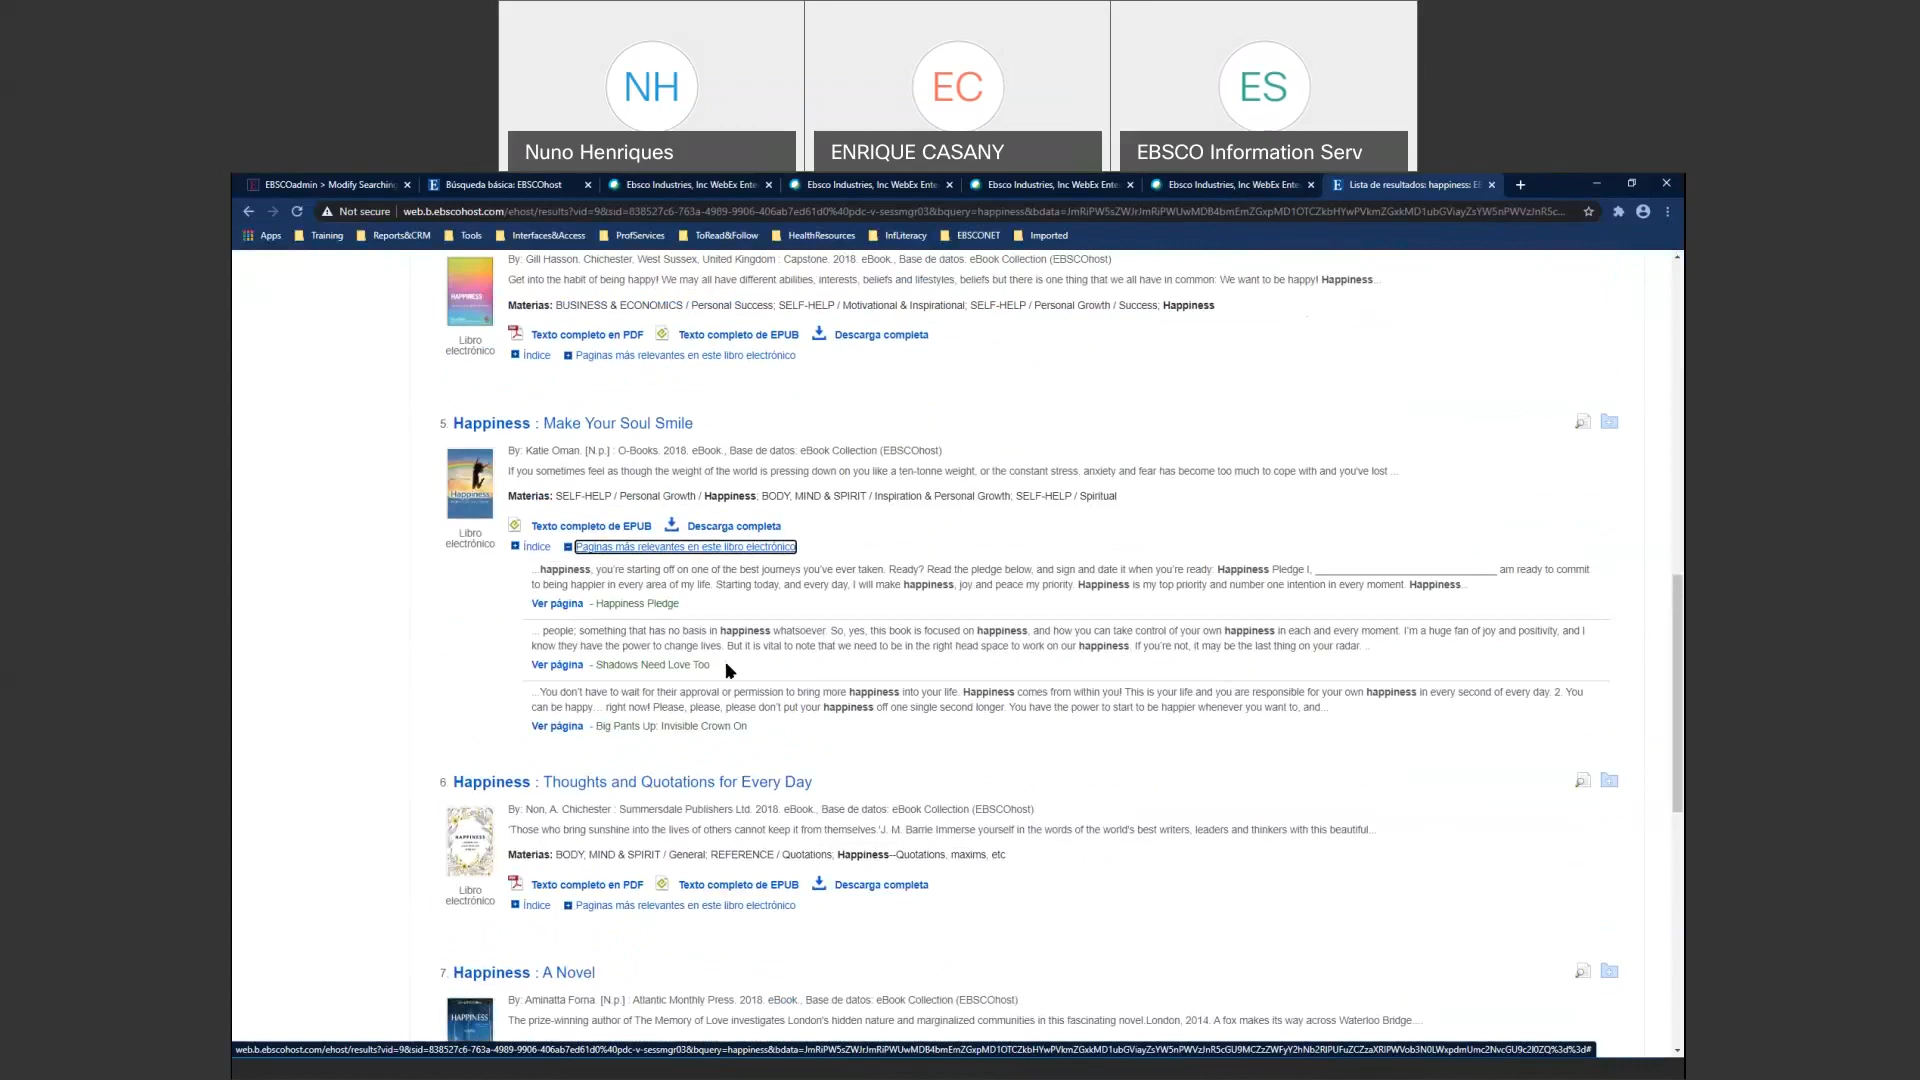 NH
EC
ES
Nuno Henriques
ENRIQUE CASANY
EBSCO Information Serv
EBSCOadmin > Modify Searching
Búsqueda básica: EBSCOhost
Ebsco Industries, Inc WebEx Ente
Ebsco Industries, Inc WebEx Ente
Ebsco Industries, Inc WebEx Ente
Ebsco Industries, Inc WebEx Ente
Lista de resultados: happiness: E
Not secure
Apps
Training
Reports&CRM
Tools
Interfaces&Access
ProfServices
ToRead&Follow
HealthResources
InfLiteracy
EBSCONET
Imported
By: Gill Hasson. Chichester, West Sussex, United Kingdom : Capstone. 2018. eBook., Base de datos: eBook Collection (EBSCOhost)
Get into the habit of being happy! We may all have different abilities, interests, beliefs and lifestyles, beliefs but there is one thing that we all have in common: We want to be happy! Happiness...
Materias: BUSINESS & ECONOMICS / Personal Success; SELF-HELP / Motivational & Inspirational; SELF-HELP / Personal Growth / Success; Happiness
HAPPINESS
Libro
electrónico
Texto completo en PDF
Texto completo de EPUB
Descarga completa
Índice
Paginas más relevantes en este libro electrónico
5. Happiness : Make Your Soul Smile
By: Katie Oman. [N.p.] : O-Books. 2018. eBook., Base de datos: eBook Collection (EBSCOhost)
If you sometimes feel as though the weight of the world is pressing down on you like a ten-tonne weight, or the constant stress, anxiety and fear has become too much to cope with and you've lost ...
Materias: SELF-HELP / Personal Growth / Happiness; BODY, MIND & SPIRIT / Inspiration & Personal Growth; SELF-HELP / Spiritual
Happiness
Libro
electrónico
Texto completo de EPUB
Descarga completa
Índice
Paginas más relevantes en este libro electrónico
...happiness, you're starting off on one of the best journeys you've ever taken. Ready? Read the pledge below, and sign and date it when you're ready: Happiness Pledge I, ______________________________ am ready to commit
to being happier in every area of my life. Starting today, and every day, I will make happiness, joy and peace my priority. Happiness is my top priority and number one intention in every moment. Happiness...
Ver página - Happiness Pledge
... people; something that has no basis in happiness whatsoever. So, yes, this book is focused on happiness, and how you can take control of your own happiness in each and every moment. I'm a huge fan of joy and positivity, and I
know they have the power to change lives. But it is vital to note that we need to be in the right head space to work on our happiness. If you're not, it may be the last thing on your radar. ...
Ver página - Shadows Need Love Too
...You don't have to wait for their approval or permission to bring more happiness into your life. Happiness comes from within you! This is your life and you are responsible for your own happiness in every second of every day. 2. You
can be happy... right now! Please, please, please don't put your happiness off one single second longer. You have the power to start to be happier whenever you want to, and...
Ver página - Big Pants Up: Invisible Crown On
6. Happiness : Thoughts and Quotations for Every Day
By: Non, A. Chichester : Summersdale Publishers Ltd. 2018. eBook., Base de datos: eBook Collection (EBSCOhost)
'Those who bring sunshine into the lives of others cannot keep it from themselves.'J. M. Barrie Immerse yourself in the words of the world's best writers, leaders and thinkers with this beautiful...
Materias: BODY, MIND & SPIRIT / General; REFERENCE / Quotations; Happiness--Quotations, maxims, etc
HAPPINESS
Libro
electrónico
Texto completo en PDF
Texto completo de EPUB
Descarga completa
Índice
Paginas más relevantes en este libro electrónico
7. Happiness : A Novel
By: Aminatta Forna. [N.p.] : Atlantic Monthly Press. 2018. eBook., Base de datos: eBook Collection (EBSCOhost)
The prize-winning author of The Memory of Love investigates London's hidden nature and marginalized communities in this fascinating novel.London, 2014. A fox makes its way across Waterloo Bridge....
HAPPINESS